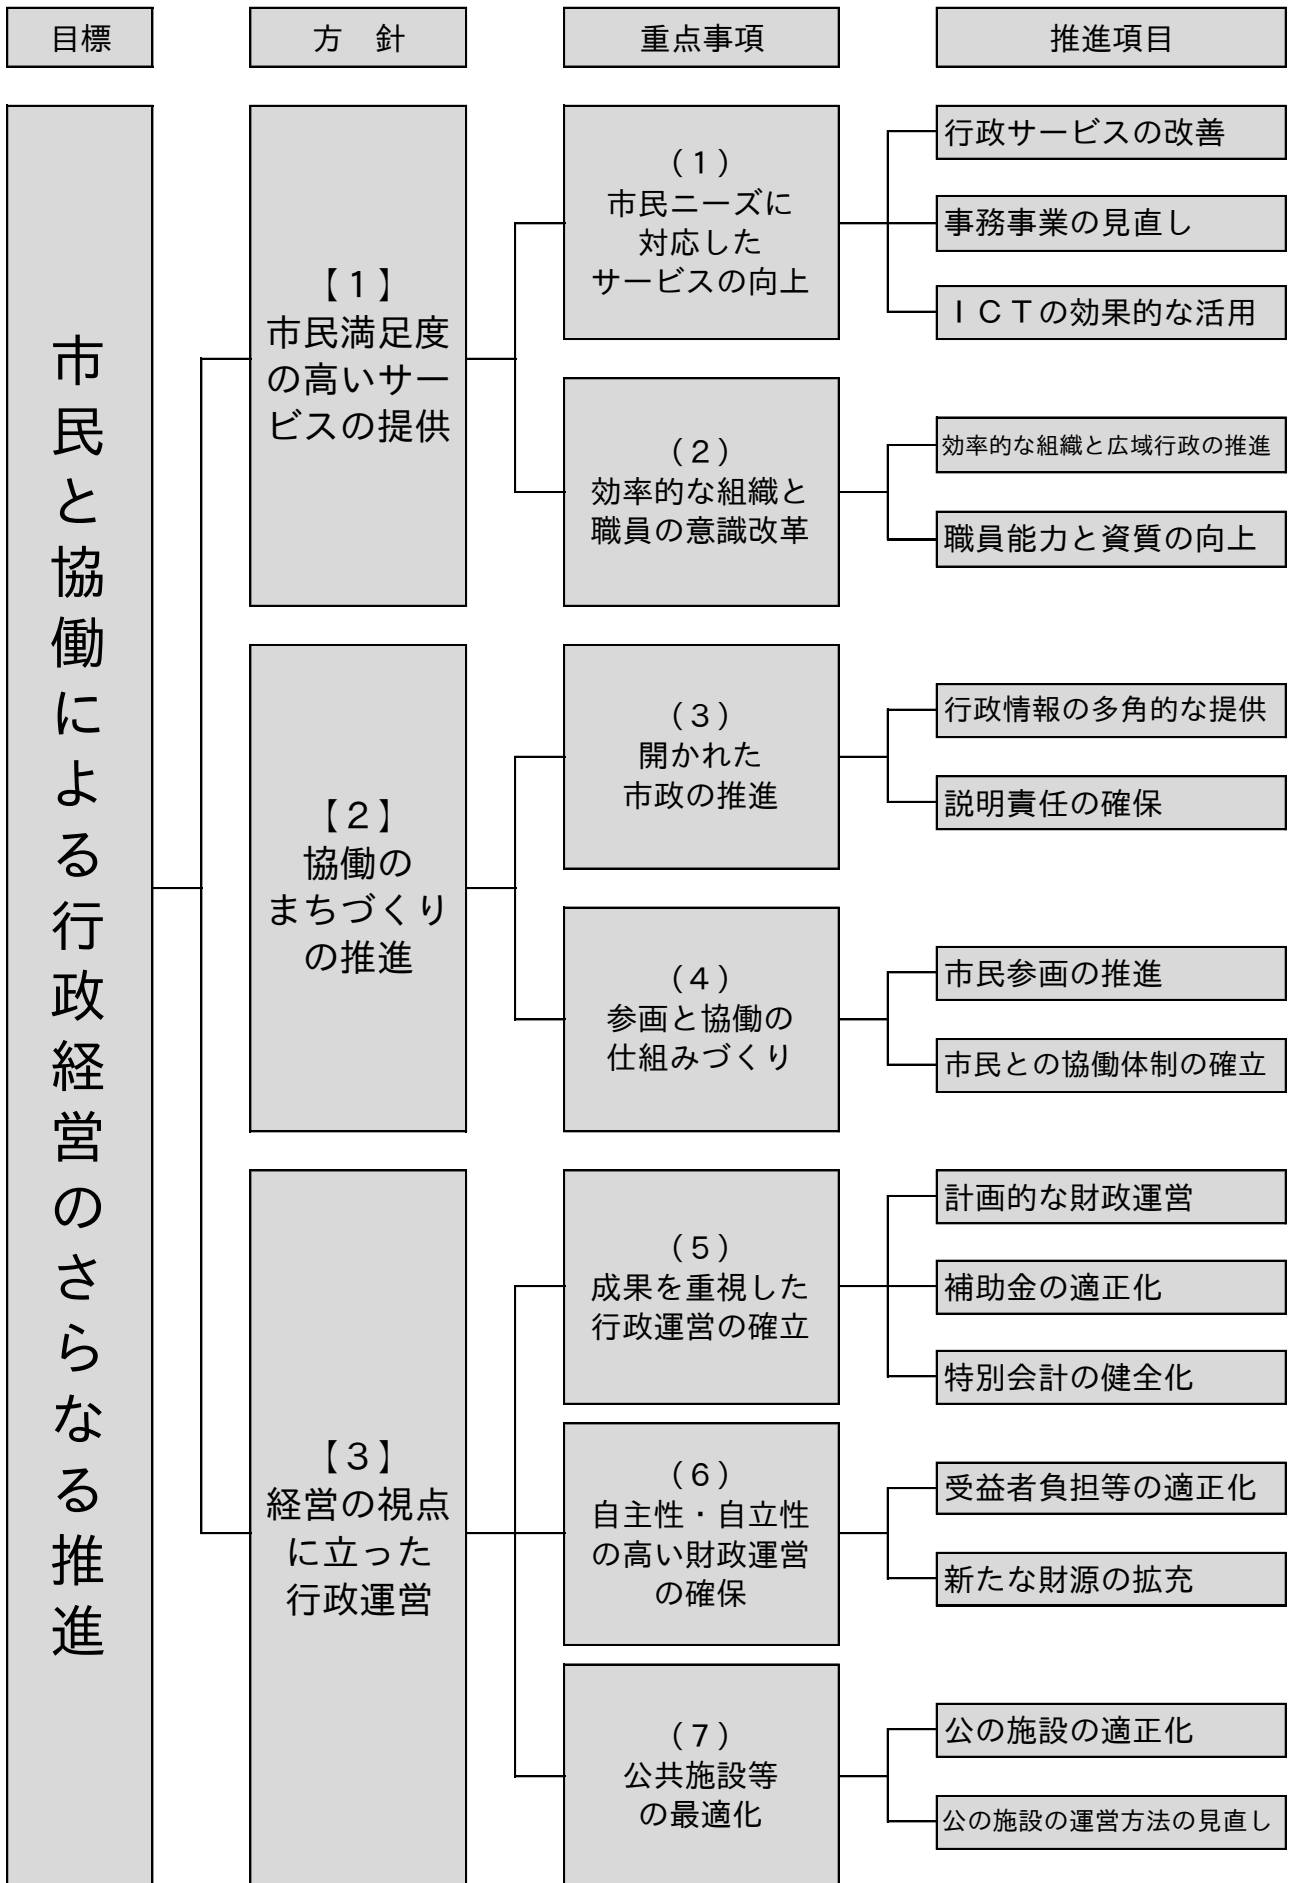 目標
方　針
重点事項
推進項目
市民と協働による行政経営のさらなる推進
【１】
市民満足度
の高いサー
ビスの提供
（１）
市民ニーズに
対応した
サービスの向上
行政サービスの改善
事務事業の見直し
ＩＣＴの効果的な活用
（２）
効率的な組織と
職員の意識改革
効率的な組織と広域行政の推進
職員能力と資質の向上
【２】
協働の
まちづくり
の推進
（３）
開かれた
市政の推進
行政情報の多角的な提供
説明責任の確保
（４）
参画と協働の
仕組みづくり
市民参画の推進
市民との協働体制の確立
【３】
経営の視点
に立った
行政運営
（５）
成果を重視した
行政運営の確立
計画的な財政運営
補助金の適正化
特別会計の健全化
（６）
自主性・自立性
の高い財政運営
の確保
受益者負担等の適正化
新たな財源の拡充
（７）
公共施設等
の最適化
公の施設の適正化
公の施設の運営方法の見直し